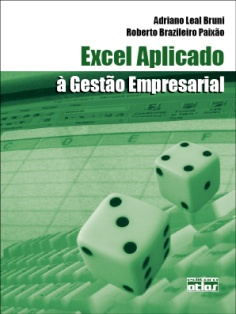 Adriano Leal Bruni
Roberto Brazileiro Paixão
Excel Aplicado
à Gestão Empresarial
D E F
atlas